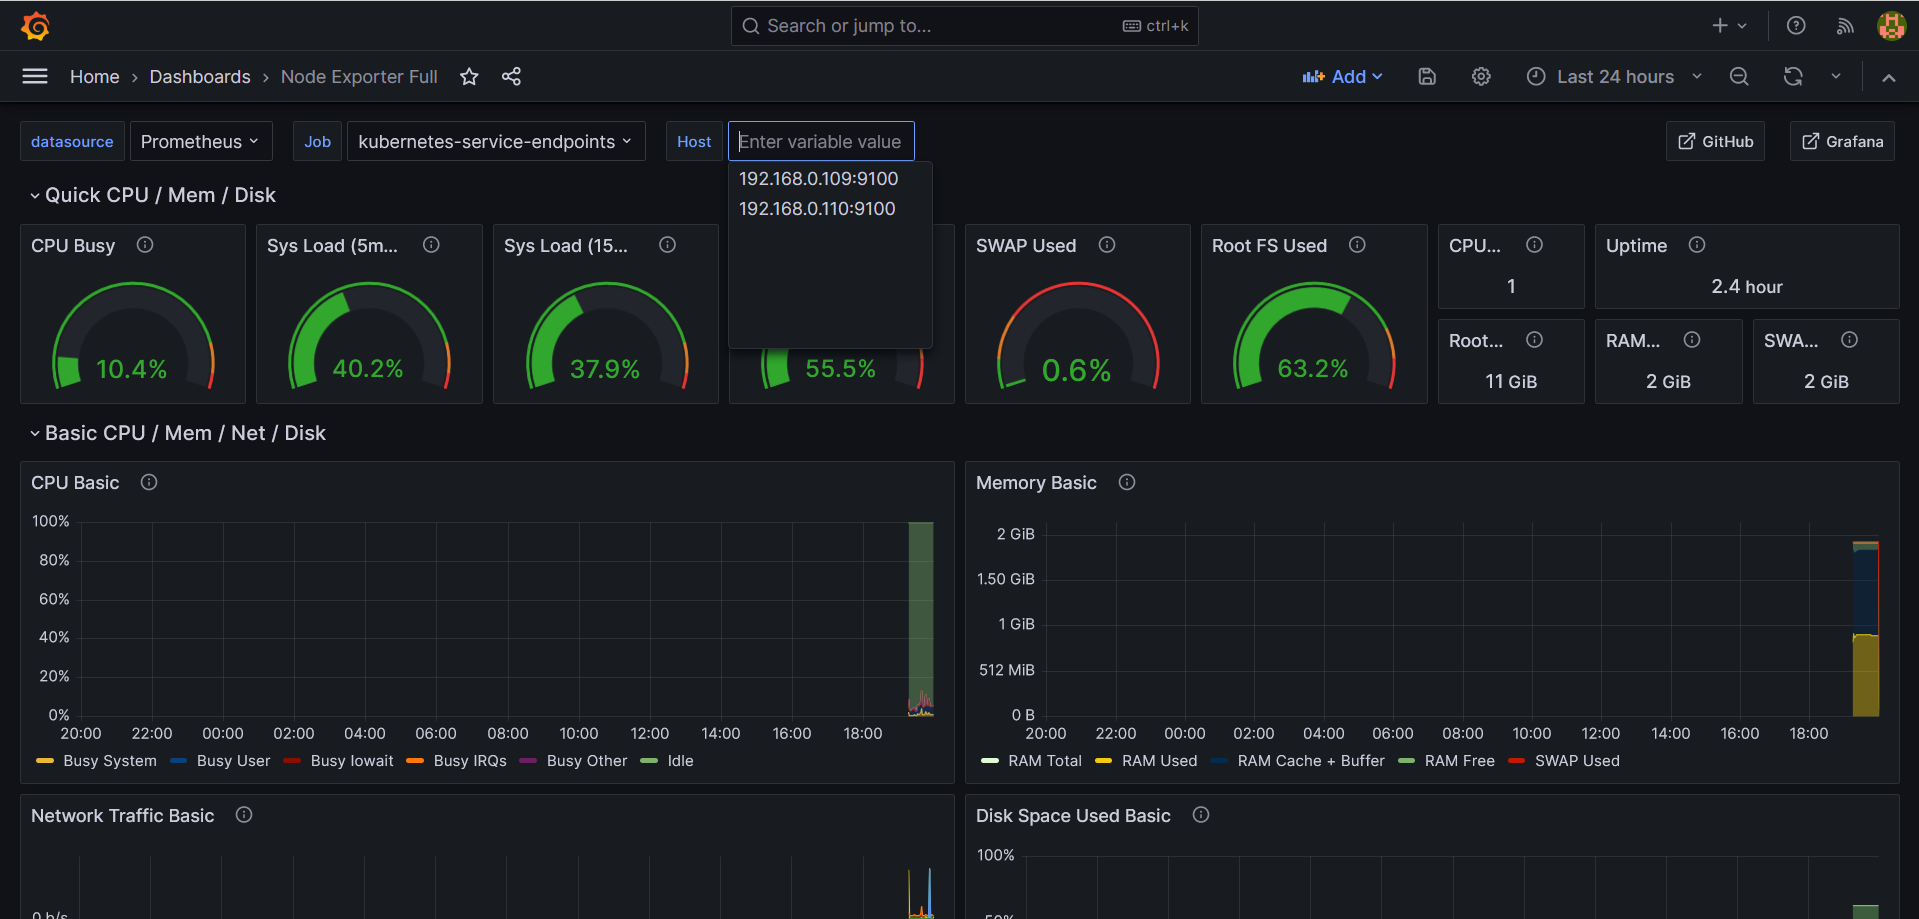 Search or jump to...
ctrl+k
Home › Dashboards › Node Exporter Full
Add
Last 24 hours
datasource
Prometheus
Job
kubernetes-service-endpoints
Host
Enter variable value
GitHub
Grafana
192.168.0.109:9100
192.168.0.110:9100
Quick CPU / Mem / Disk
CPU Busy
10.4%
Sys Load (5m...
40.2%
Sys Load (15...
37.9%
55.5%
SWAP Used
0.6%
Root FS Used
63.2%
CPU...
1
Uptime
2.4 hour
Root...
11 GiB
RAM...
2 GiB
SWA...
2 GiB
Basic CPU / Mem / Net / Disk
CPU Basic
100%
80%
60%
40%
20%
0%
20:00 22:00 00:00 02:00 04:00 06:00 08:00 10:00 12:00 14:00 16:00 18:00
Busy System Busy User Busy Iowait Busy IRQs Busy Other Idle
Memory Basic
2 GiB
1.50 GiB
1 GiB
512 MiB
0 B
20:00 22:00 00:00 02:00 04:00 06:00 08:00 10:00 12:00 14:00 16:00 18:00
RAM Total RAM Used RAM Cache + Buffer RAM Free SWAP Used
Network Traffic Basic
0 b/s
Disk Space Used Basic
100%
50%